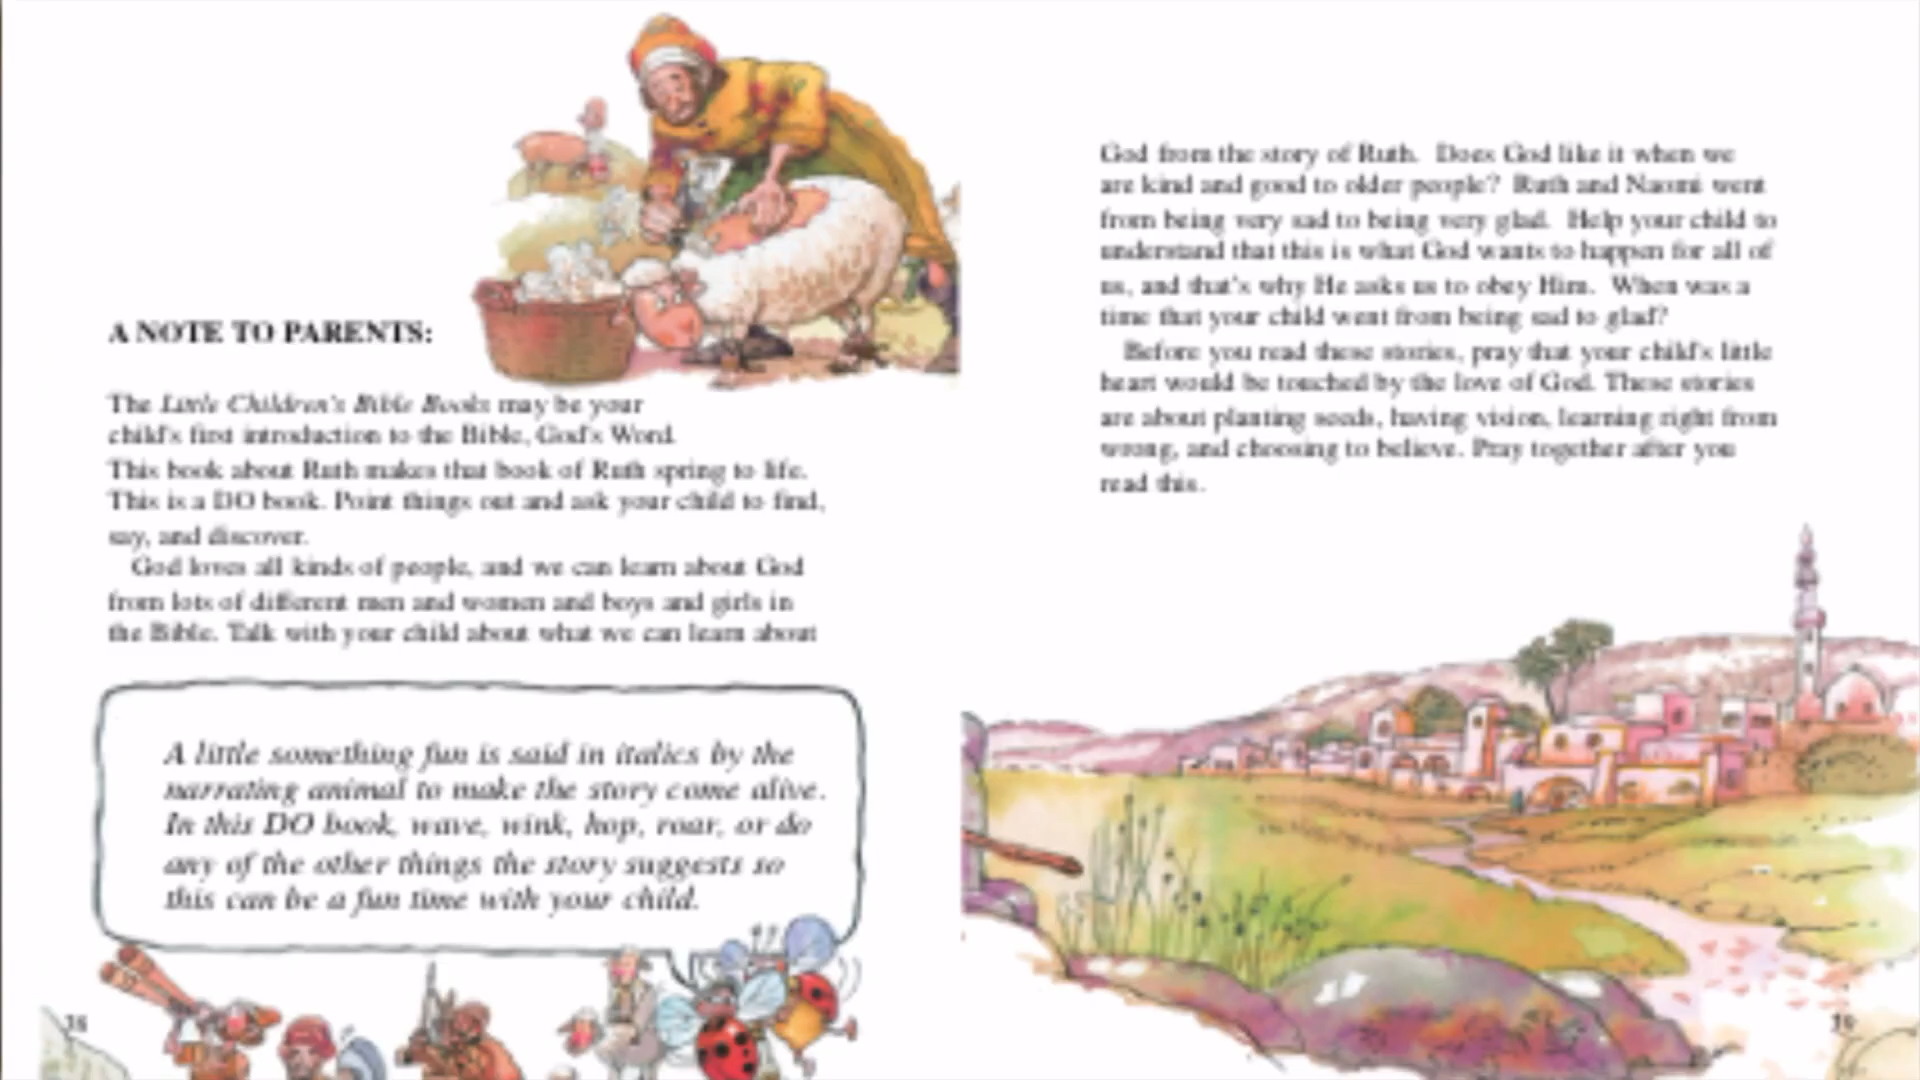 A NOTE TO PARENTS:
The Little Children's Bible Books may be your
child's first introduction to the Bible, God's Word.
This book about Ruth makes that book of Ruth spring to life.
This is a DO book. Point things out and ask your child to find,
say, and discover.
God loves all kinds of people, and we can learn about God
from lots of different men and women and boys and girls in
the Bible. Talk with your child about what we can learn about
A little something fun is said in italics by the
narrating animal to make the story come alive.
In this DO book, wave, wink, hop, roar, or do
any of the other things the story suggests so
this can be a fun time with your child.
God from the story of Ruth. Does God like it when we
are kind and good to older people? Ruth and Naomi went
from being very sad to being very glad. Help your child to
understand that this is what God wants to happen for all of
us, and that's why He asks us to obey Him. When was a
time that your child went from being sad to glad?
Before you read these stories, pray that your child's little
heart would be touched by the love of God. These stories
are about planting seeds, having vision, learning right from
wrong, and choosing to believe. Pray together after you
read this.